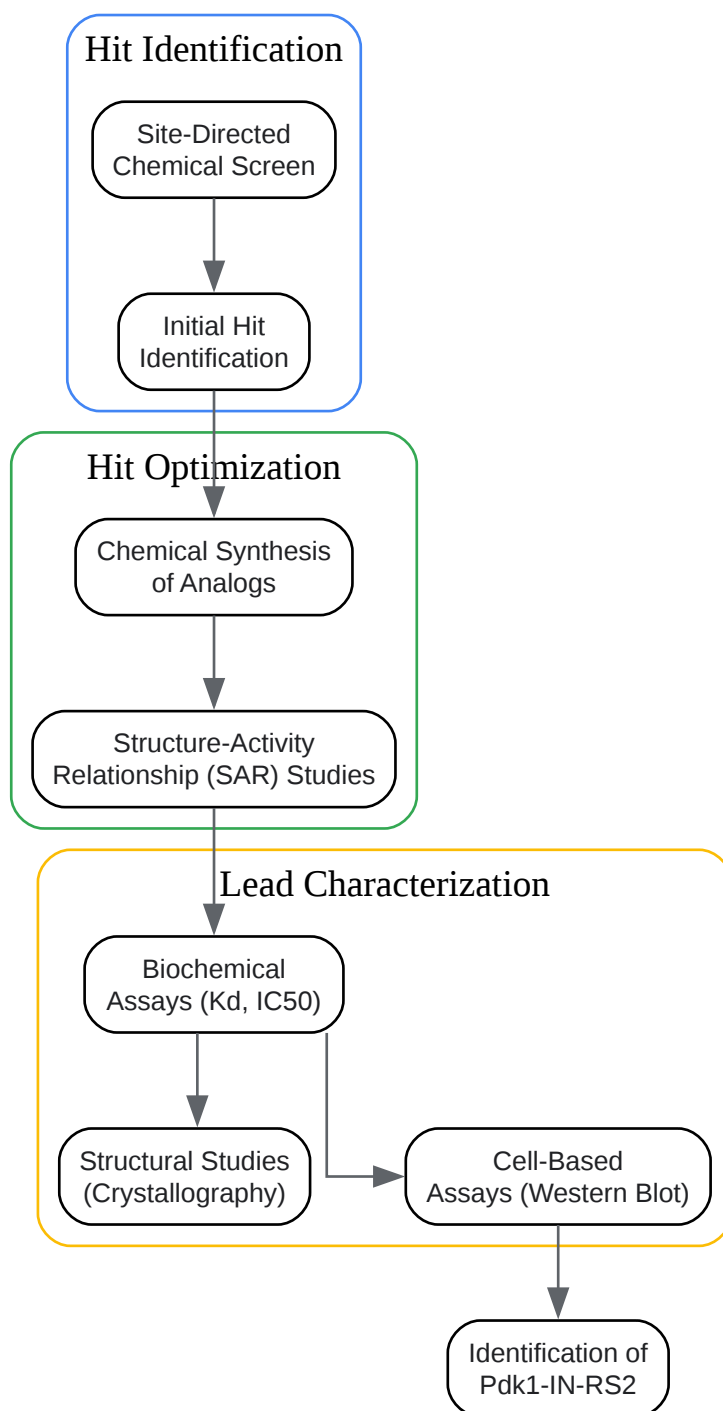 Hit Identification
Site-Directed
Chemical Screen
Initial Hit
Identification
Hit Optimization
Chemical Synthesis
of Analogs
Structure-Activity
Relationship (SAR) Studies
Lead Characterization
Biochemical
Assays (Kd, IC50)
Structural Studies
(Crystallography)
Cell-Based
Assays (Western Blot)
Identification of
Pdk1-IN-RS2